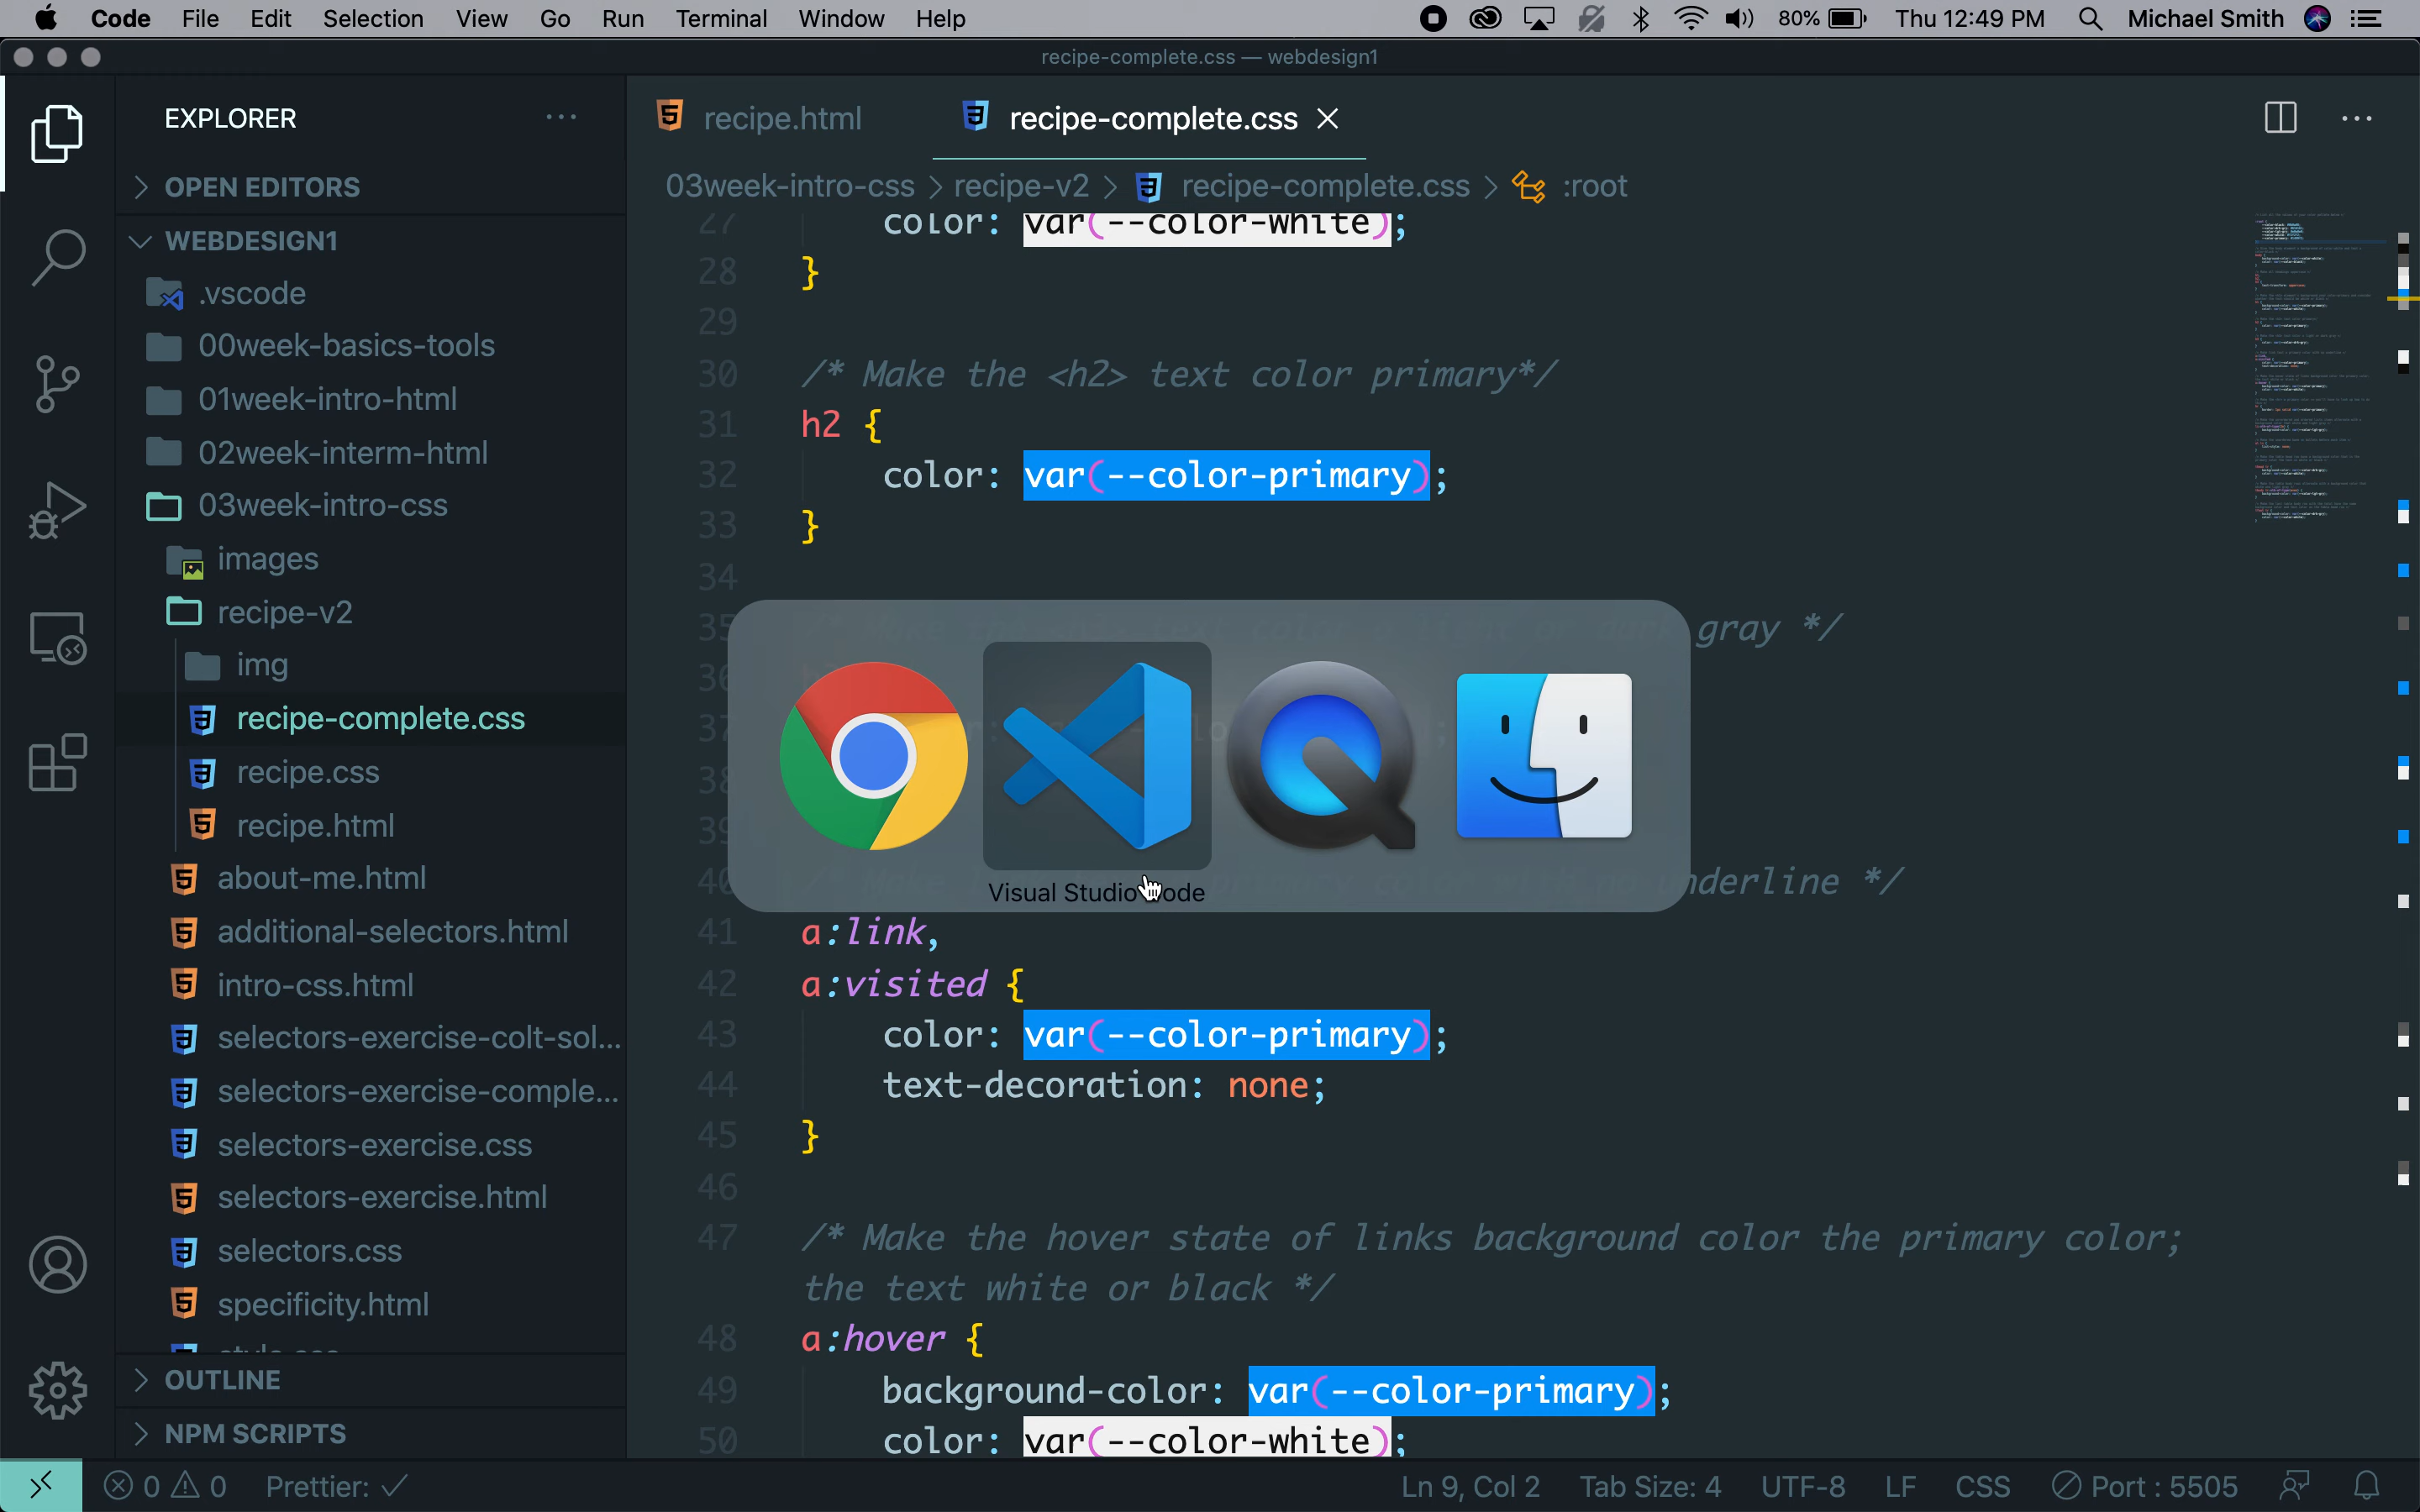 Code File Edit Selection View Go Run Terminal Window Help 80% Thu 12:49 PM Michael Smith
recipe-complete.css — webdesign1
EXPLORER
OPEN EDITORS
WEBDESIGN1
.vscode
00week-basics-tools
01week-intro-html
02week-interm-html
03week-intro-css
images
recipe-v2
img
recipe-complete.css
recipe.css
recipe.html
about-me.html
additional-selectors.html
intro-css.html
selectors-exercise-colt-sol...
selectors-exercise-comple...
selectors-exercise.css
selectors-exercise.html
selectors.css
specificity.html
OUTLINE
NPM SCRIPTS
recipe.html recipe-complete.css
03week-intro-css > recipe-v2 > recipe-complete.css > :root
27 color: var(--color-white);
28 }
29
30 /* Make the <h2> text color primary*/
31 h2 {
32 color: var(--color-primary);
33 }
34
35 gray */
36
37
38
39
40 underline */
Visual Studio Code
41 a:link,
42 a:visited {
43 color: var(--color-primary);
44 text-decoration: none;
45 }
46
47 /* Make the hover state of links background color the primary color;
the text white or black */
48 a:hover {
49 background-color: var(--color-primary);
50 color: var(--color-white);
0 0 Prettier: ✓ Ln 9, Col 2 Tab Size: 4 UTF-8 LF CSS Port : 5505